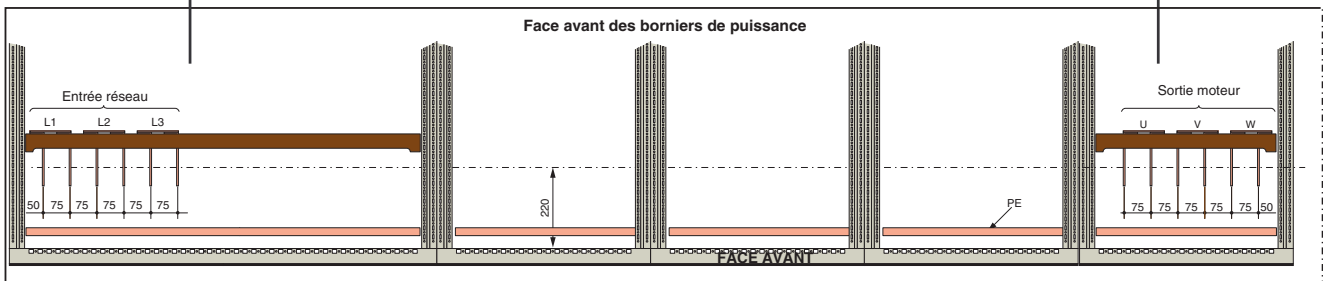 Face avant des borniers de puissance
Entrée réseau
L1 L2 L3
50 75 75 75 75 75
Sortie moteur
U V W
75 75 75 75 75 50
220
PE
FACE AVANT